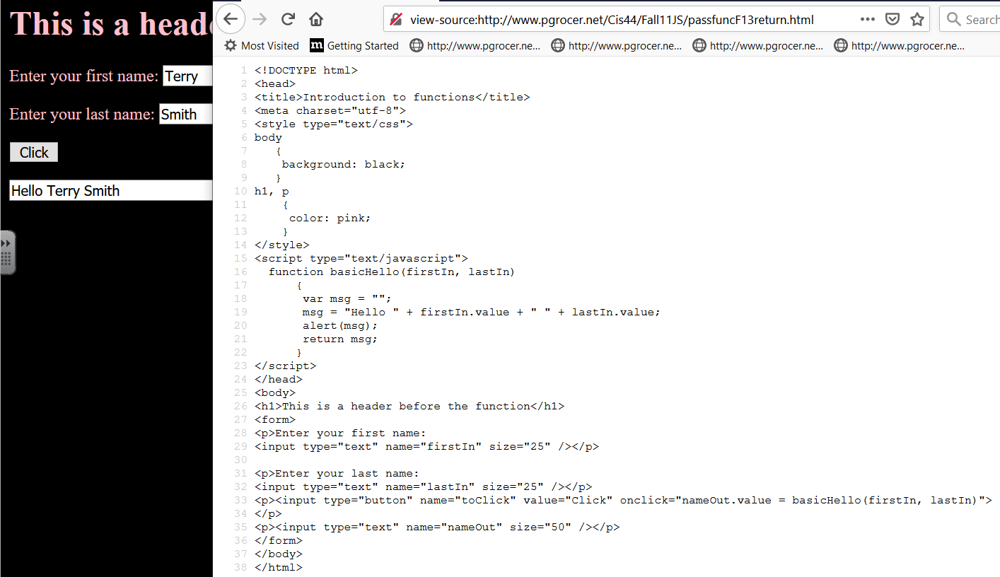 This is a head
Enter your first name: Terry
Enter your last name: Smith
Click
Hello Terry Smith
view-source:http://www.pgrocer.net/Cis44/Fall11JS/passfuncF13return.html
Search
Most Visited m Getting Started http://www.pgrocer.ne... http://www.pgrocer.ne... http://www.pgrocer.ne... http://www.pgrocer.ne...
1 <!DOCTYPE html>
2 <head>
3 <title>Introduction to functions</title>
4 <meta charset="utf-8">
5 <style type="text/css">
6 body
7 {
8 background: black;
9 }
10 h1, p
11 {
12 color: pink;
13 }
14 </style>
15 <script type="text/javascript">
16 function basicHello(firstIn, lastIn)
17 {
18 var msg = "";
19 msg = "Hello " + firstIn.value + " " + lastIn.value;
20 alert(msg);
21 return msg;
22 }
23 </script>
24 </head>
25 <body>
26 <h1>This is a header before the function</h1>
27 <form>
28 <p>Enter your first name:
29 <input type="text" name="firstIn" size="25" /></p>
30
31 <p>Enter your last name:
32 <input type="text" name="lastIn" size="25" /></p>
33 <p><input type="button" name="toClick" value="Click" onclick="nameOut.value = basicHello(firstIn, lastIn)">
34 </p>
35 <p><input type="text" name="nameOut" size="50" /></p>
36 </form>
37 </body>
38 </html>